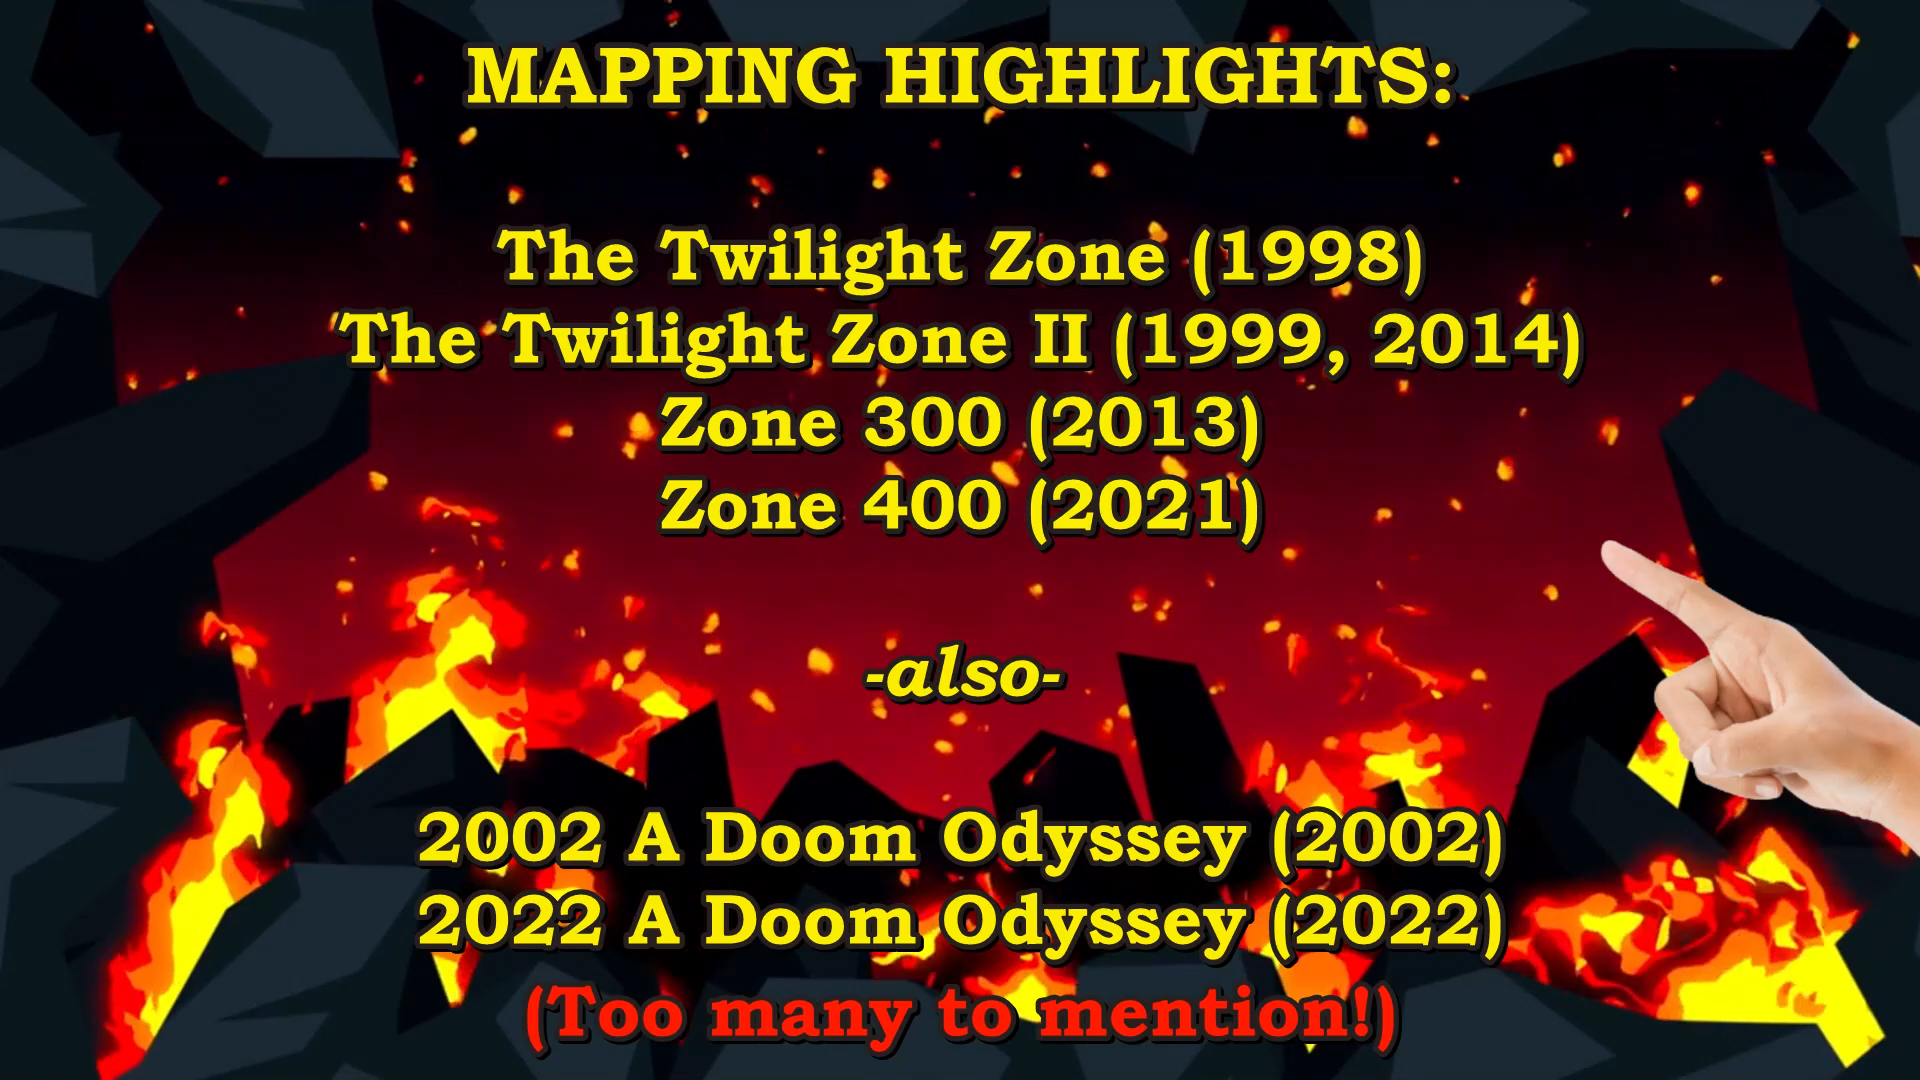 MAPPING HIGHLIGHTS:
The Twilight Zone (1998)
The Twilight Zone II (1999, 2014)
Zone 300 (2013)
Zone 400 (2021)
-also-
2002 A Doom Odyssey (2002)
2022 A Doom Odyssey (2022)
(Too many to mention!)